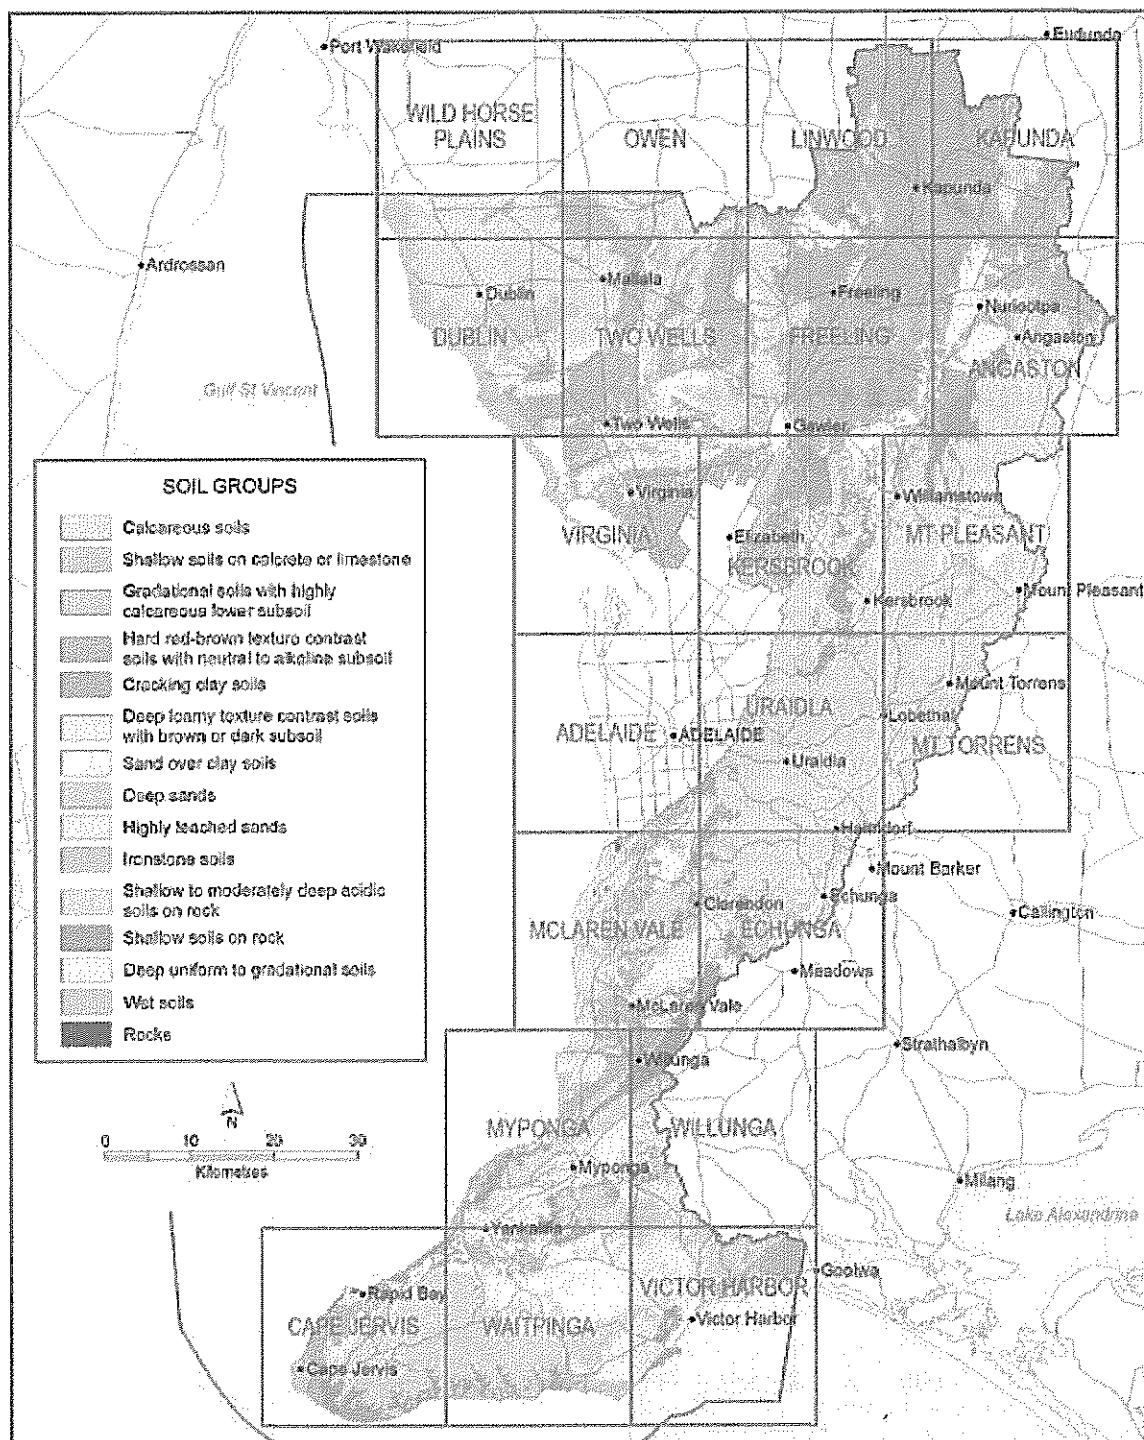 Port Wakefield
Eudunda
WILD HORSE
PLAINS
OWEN
LINWOOD
KAPUNDA
Kapunda
Ardrossan
Mallala
Dublin
Freeling
Nuriootpa
DUBLIN
TWO WELLS
FREELING
Angaston
ANGASTON
Gulf St Vincent
Two Wells
Gawler
SOIL GROUPS
Calcareous soils
Shallow soils on calcrete or limestone
Gradational soils with highly
calcareous lower subsoil
Hard red-brown texture contrast
soils with neutral to alkaline subsoil
Cracking clay soils
Deep loamy texture contrast soils
with brown or dark subsoil
Sand over clay soils
Deep sands
Highly leached sands
Ironstone soils
Shallow to moderately deep acidic
soils on rock
Shallow soils on rock
Deep uniform to gradational soils
Wet soils
Rocks
Virginia
Williamstown
VIRGINIA
Elizabeth
MT PLEASANT
KERSBROOK
Kersbrook
Mount Pleasant
Mount Torrens
URAIDLA
Lobethal
ADELAIDE
ADELAIDE
MT TORRENS
Uraidla
Hahndorf
Mount Barker
Echunga
Clarendon
Callington
MCLAREN VALE
ECHUNGA
Meadows
McLaren Vale
Strathalbyn
Willunga
N
0 10 20 30
Kilometres
MYPONGA
WILLUNGA
Myponga
Milang
Lake Alexandrina
Yankalilla
Goolwa
Rapid Bay
VICTOR HARBOR
CAPE JERVIS
WAITPINGA
Victor Harbor
Cape Jervis